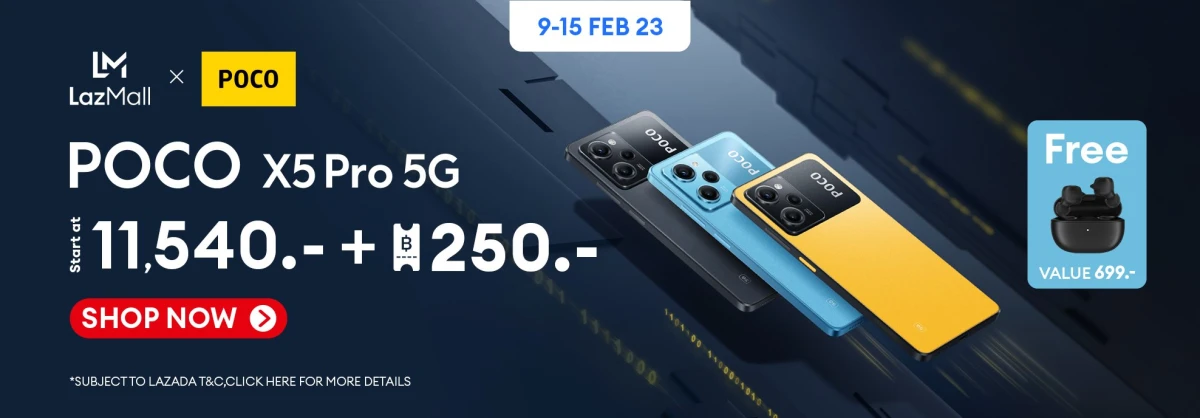 9-15 FEB 23
LM
LazMall
×
POCO
POCO X5 Pro 5G
Start at
11,540.- + ฿ 250.-
SHOP NOW
*SUBJECT TO LAZADA T&C,CLICK HERE FOR MORE DETAILS
POCO
POCO
POCO
Free
VALUE 699.-